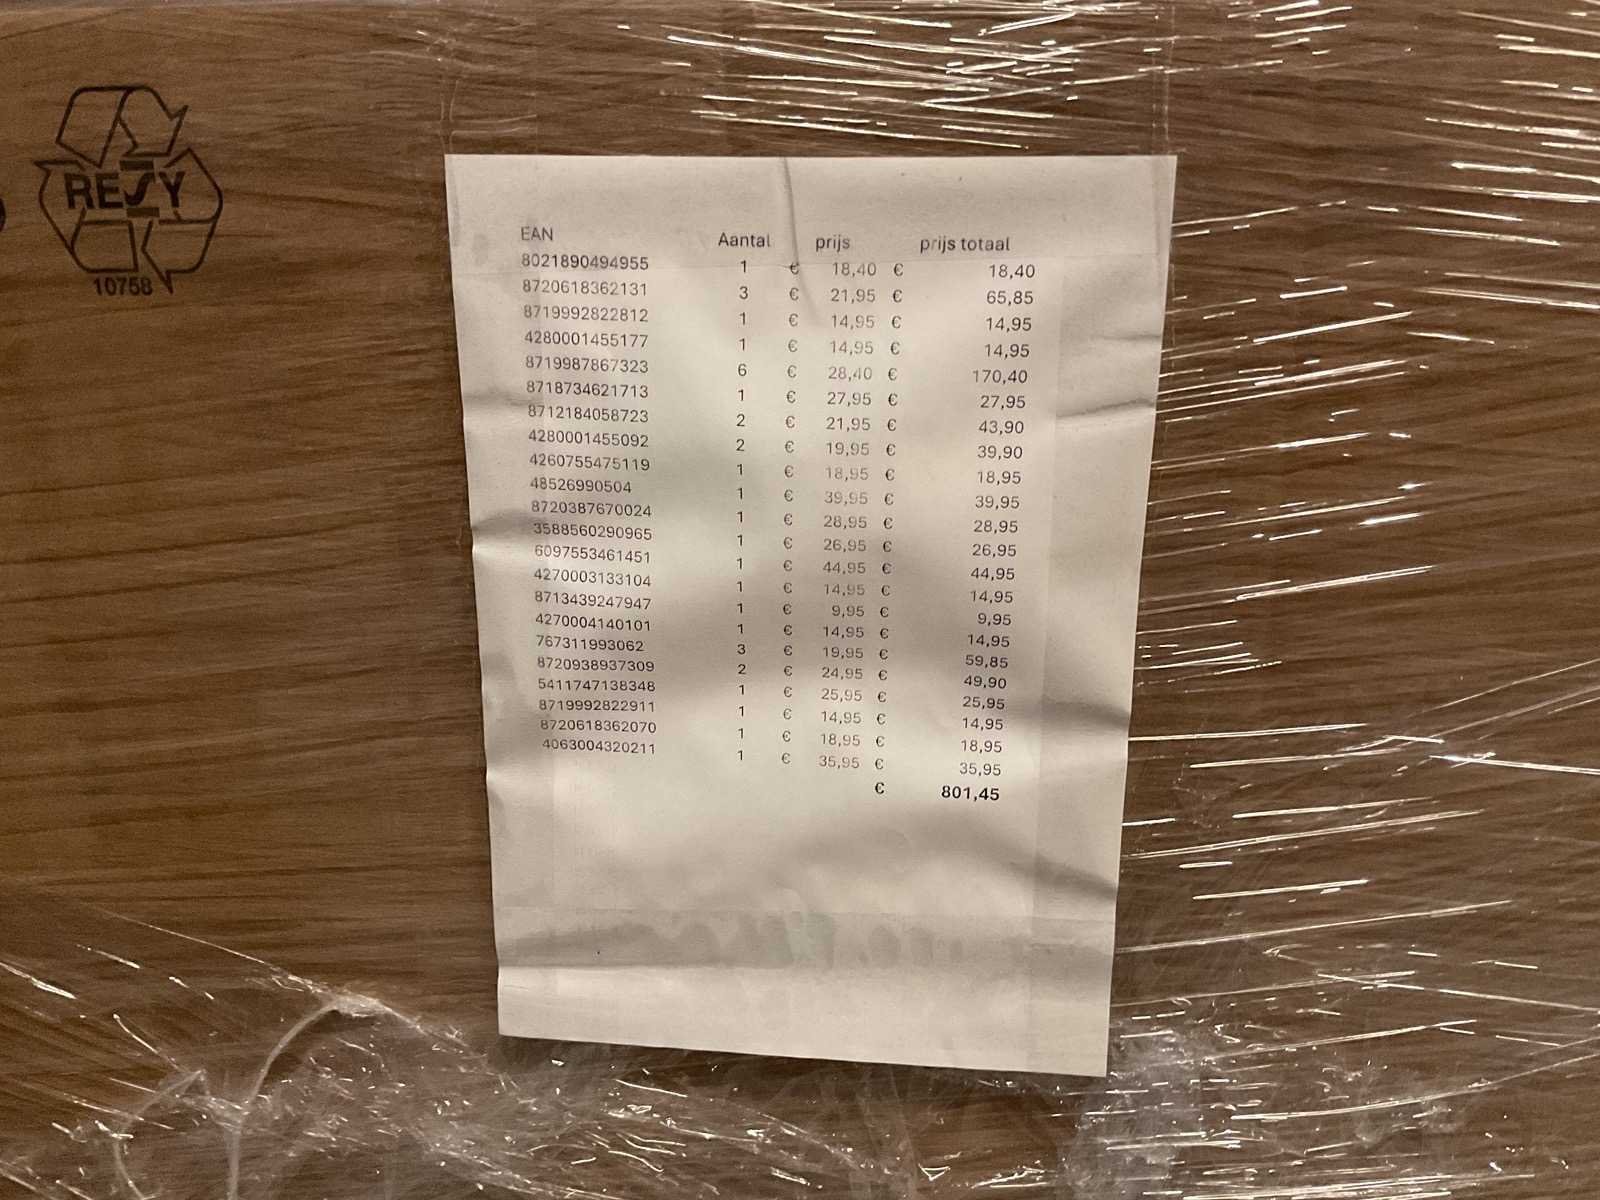 RESY
10758
EAN Aantal prijs prijs totaal
8021890494955 1 € 18,40 € 18,40
8720618362131 3 € 21,95 € 65,85
8719992822812 1 € 14,95 € 14,95
4280001455177 1 € 14,95 € 14,95
8719987867323 6 € 28,40 € 170,40
8718734621713 1 € 27,95 € 27,95
8712184058723 2 € 21,95 € 43,90
4280001455092 2 € 19,95 € 39,90
4260755475119 1 € 18,95 € 18,95
48526990504 1 € 39,95 € 39,95
8720387670024 1 € 28,95 € 28,95
3588560290965 1 € 26,95 € 26,95
6097553461451 1 € 44,95 € 44,95
4270003133104 1 € 14,95 € 14,95
8713439247947 1 € 9,95 € 9,95
4270004140101 1 € 14,95 € 14,95
767311993062 3 € 19,95 € 59,85
8720938937309 2 € 24,95 € 49,90
5411747138348 1 € 25,95 € 25,95
8719992822911 1 € 14,95 € 14,95
8720618362070 1 € 18,95 € 18,95
4063004320211 1 € 35,95 € 35,95
€ 801,45